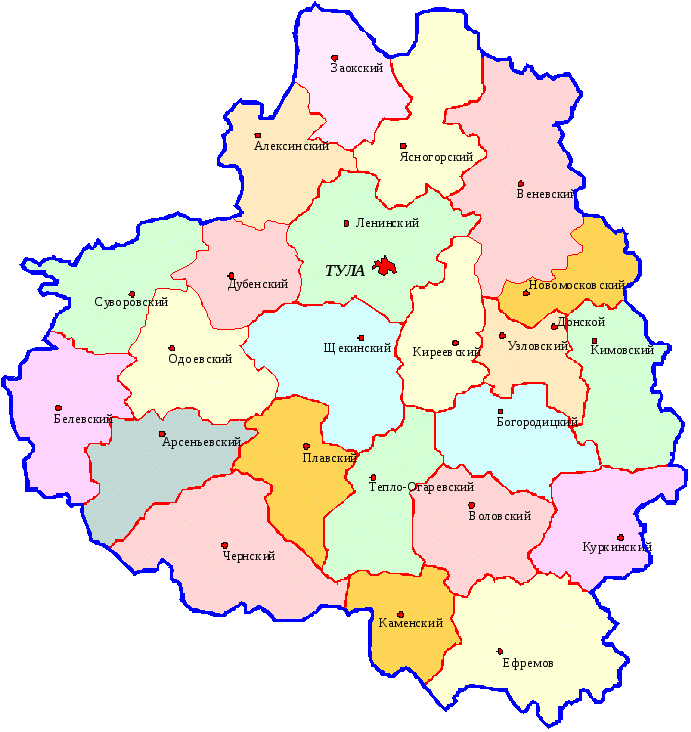 Заокский
Алексинский
Ясногорский
Веневский
Ленинский
ТУЛА
Дубенский
Новомосковский
Суворовский
Донской
Щекинский
Узловский
Киреевский
Кимовский
Одоевский
Белевский
Богородицкий
Арсеньевский
Плавский
Тепло-Огаревский
Воловский
Чернский
Куркинский
Каменский
Ефремов